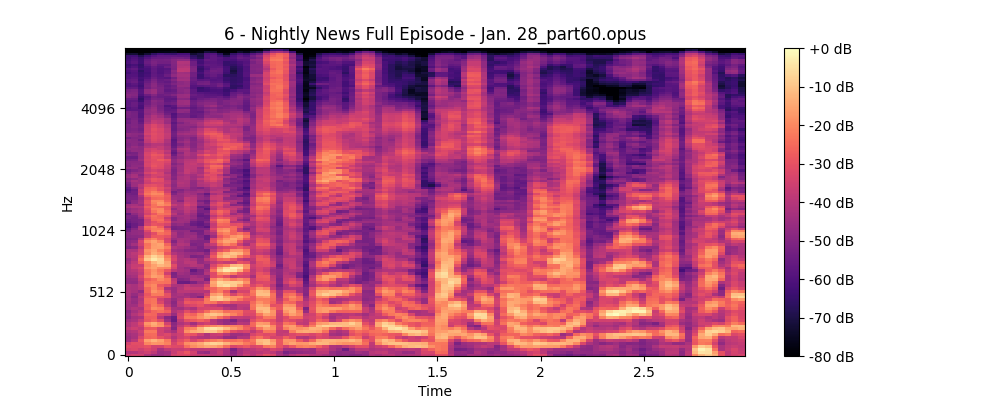 6 - Nightly News Full Episode - Jan. 28_part60.opus
Hz
4096
2048
1024
512
0
0
0.5
1
1.5
2
2.5
Time
+0 dB
-10 dB
-20 dB
-30 dB
-40 dB
-50 dB
-60 dB
-70 dB
-80 dB